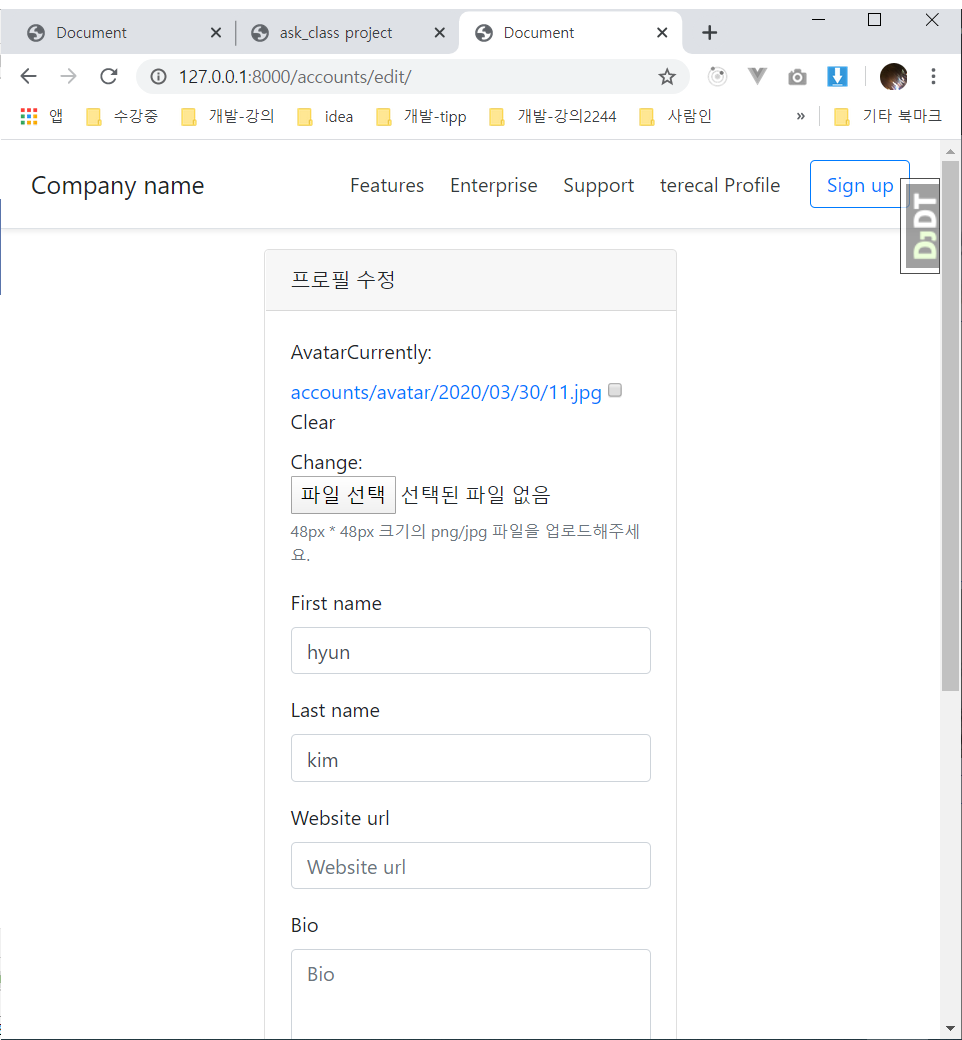 Document
ask_class project
Document
127.0.0.1:8000/accounts/edit/
앱
수강중
개발-강의
idea
개발-tipp
개발-강의2244
사람인
»
기타 북마크
Company name
Features
Enterprise
Support
terecal Profile
Sign up
DjDT
프로필 수정
AvatarCurrently:
accounts/avatar/2020/03/30/11.jpg
Clear
Change:
파일 선택 선택된 파일 없음
48px * 48px 크기의 png/jpg 파일을 업로드해주세
요.
First name
hyun
Last name
kim
Website url
Website url
Bio
Bio